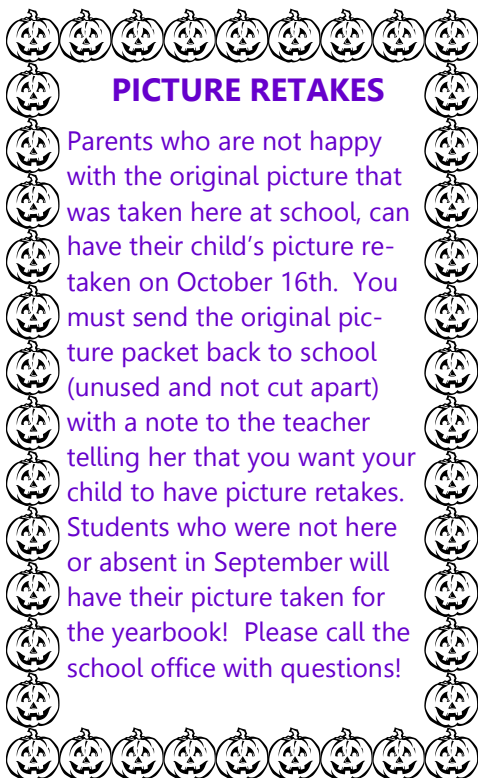 PICTURE RETAKES
Parents who are not happy
with the original picture that
was taken here at school, can
have their child’s picture re-
taken on October 16th.  You
must send the original pic-
ture packet back to school
(unused and not cut apart)
with a note to the teacher
telling her that you want your
child to have picture retakes.
Students who were not here
or absent in September will
have their picture taken for
the yearbook!  Please call the
school office with questions!